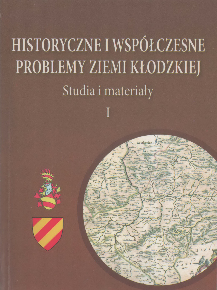 HISTORYCZNE I WSPÓŁCZESNE
PROBLEMY ZIEMI KŁODZKIEJ
Studia i materiały
I